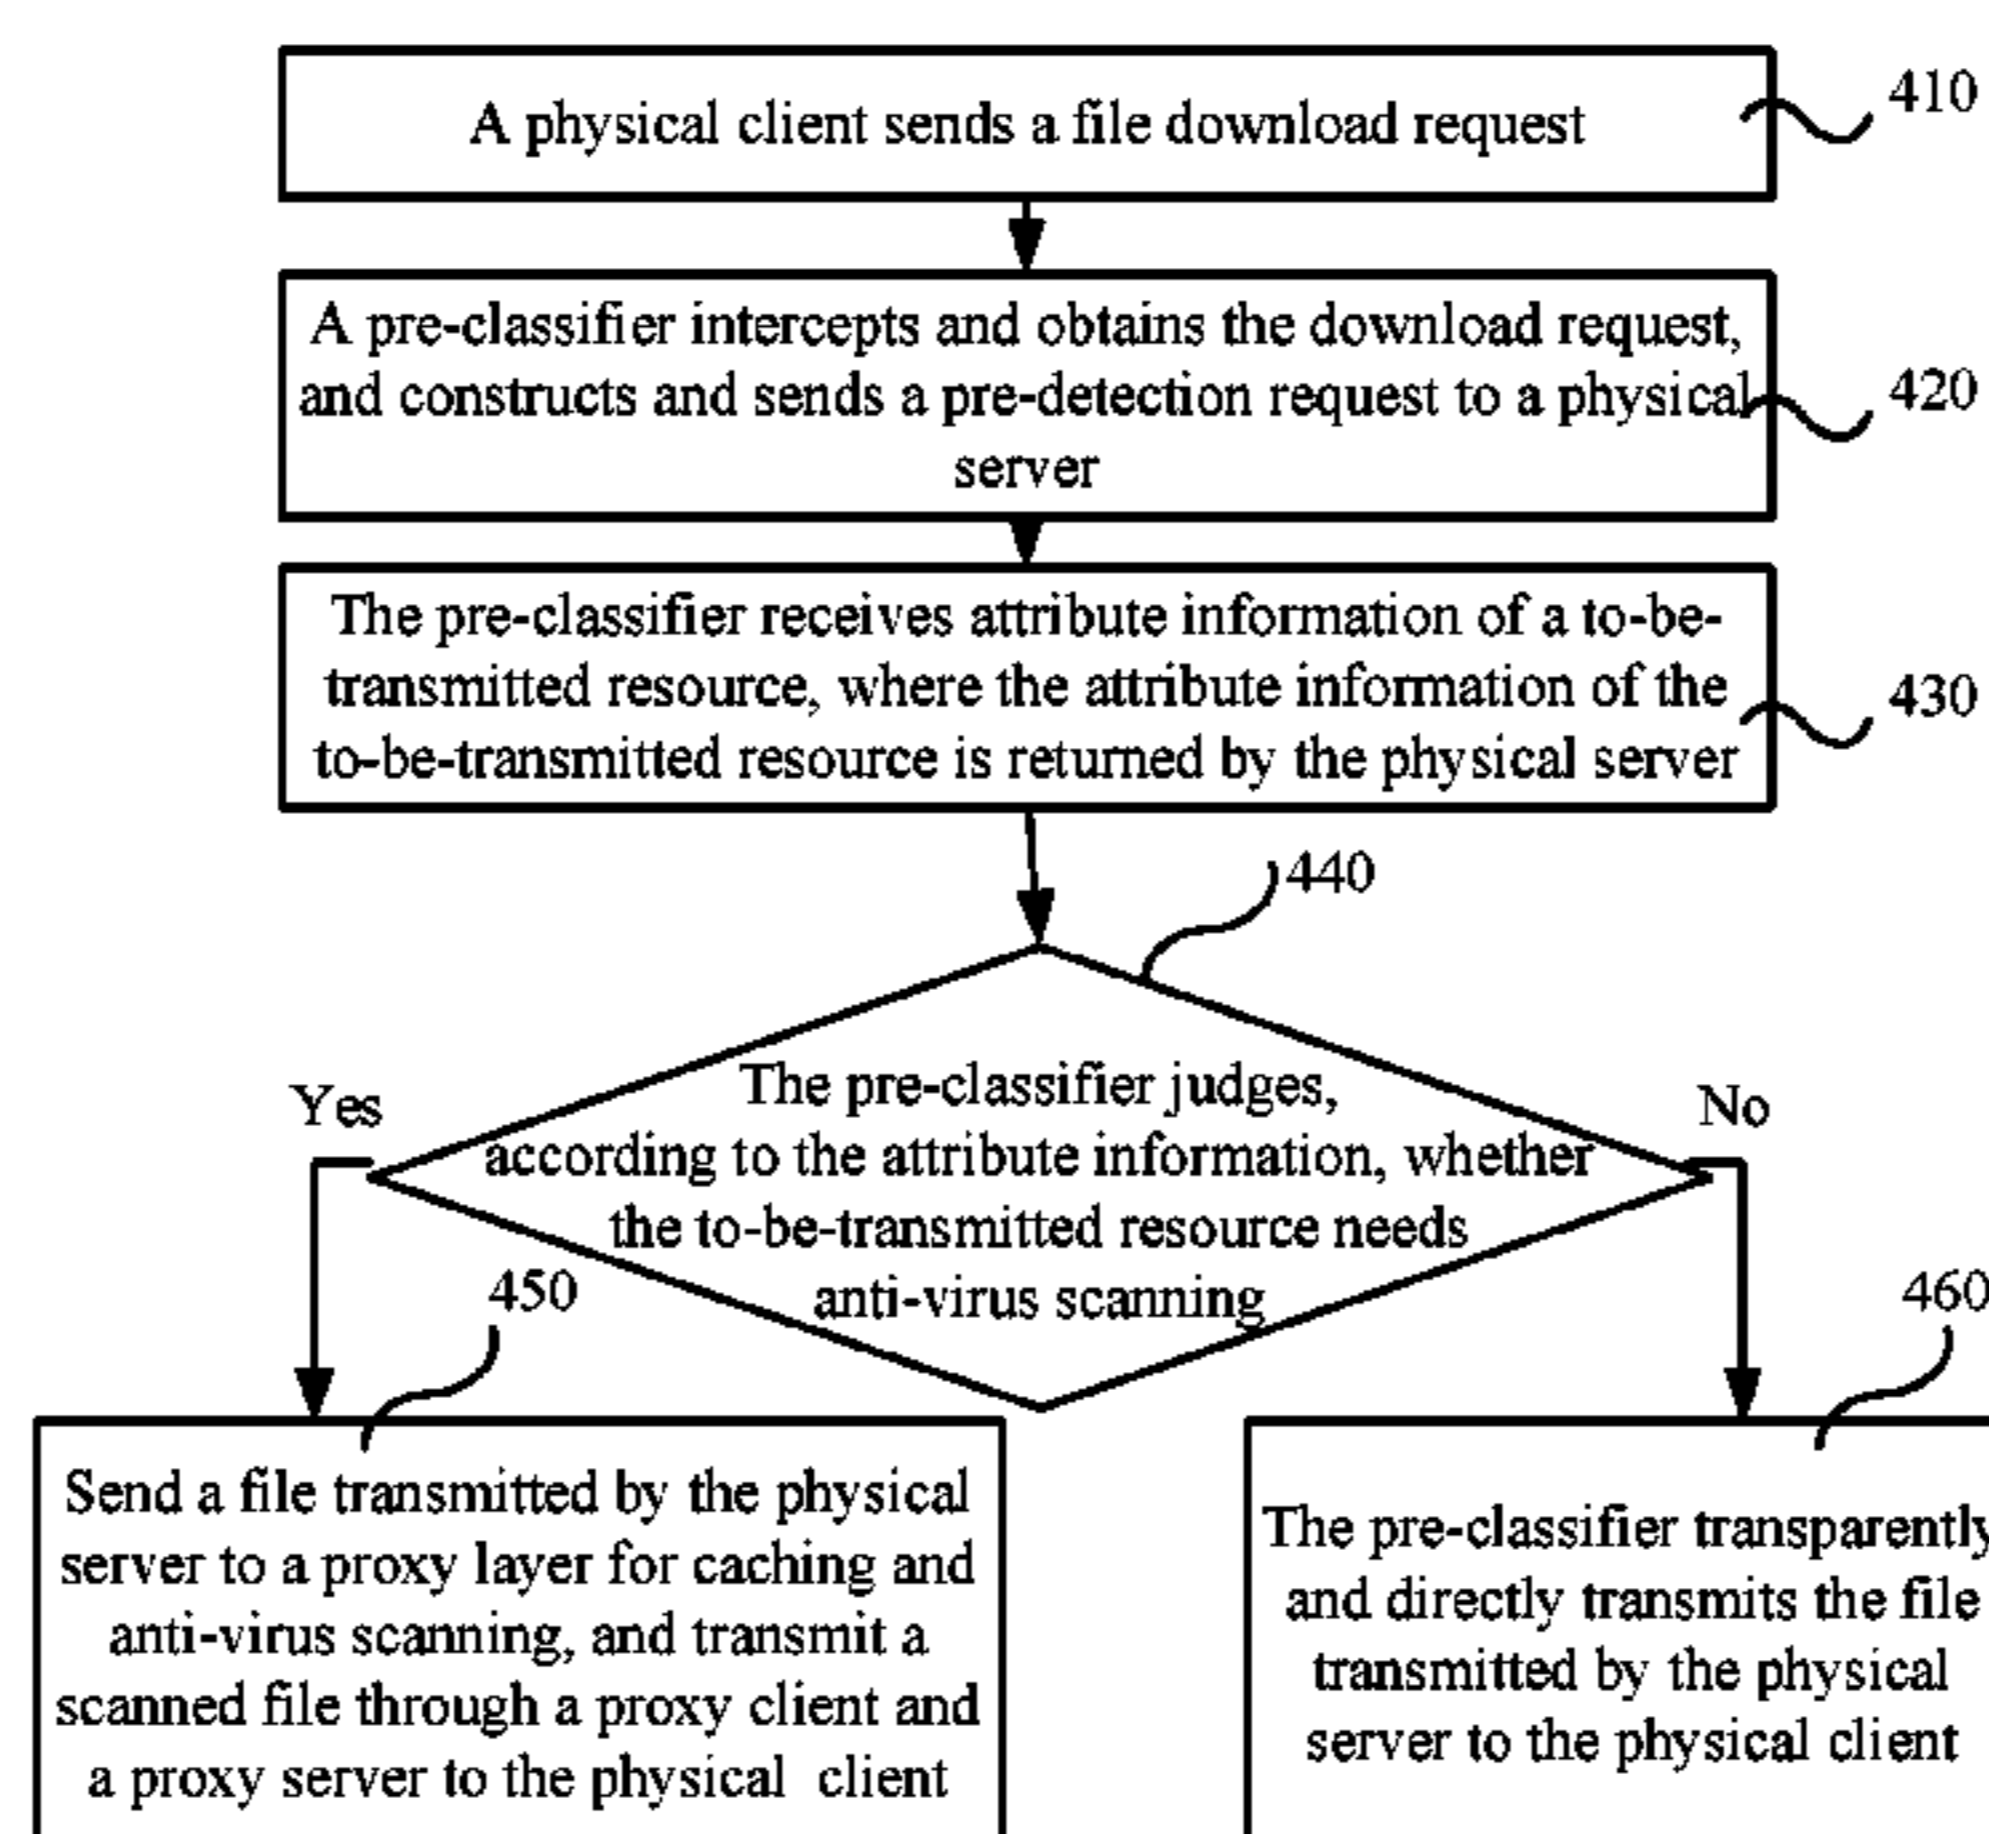 A physical client sends a file download request
410
A pre-classifier intercepts and obtains the download request,
and constructs and sends a pre-detection request to a physical
server
420
The pre-classifier receives attribute information of a to-be-
transmitted resource, where the attribute information of the
to-be-transmitted resource is returned by the physical server
430
440
The pre-classifier judges,
according to the attribute information, whether
the to-be-transmitted resource needs
anti-virus scanning
Yes
No
450
Send a file transmitted by the physical
server to a proxy layer for caching and
anti-virus scanning, and transmit a
scanned file through a proxy client and
a proxy server to the physical client
460
The pre-classifier transparently
and directly transmits the file
transmitted by the physical
server to the physical client